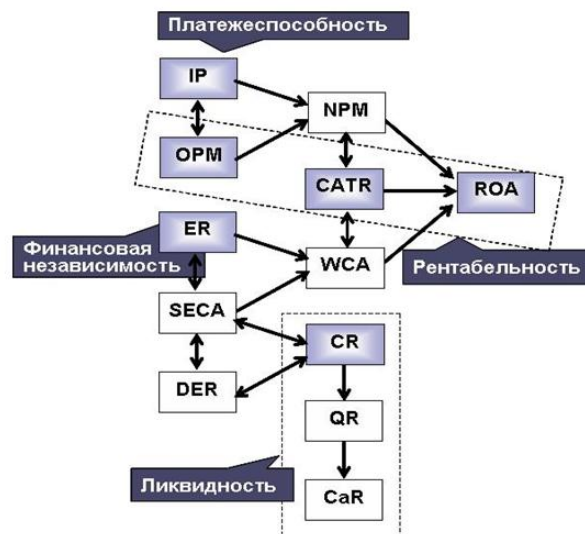 Платежеспособность
IP
NPM
OPM
CATR
ROA
ER
Финансовая
независимость
WCA
Рентабельность
SECA
CR
DER
QR
Ликвидность
CaR